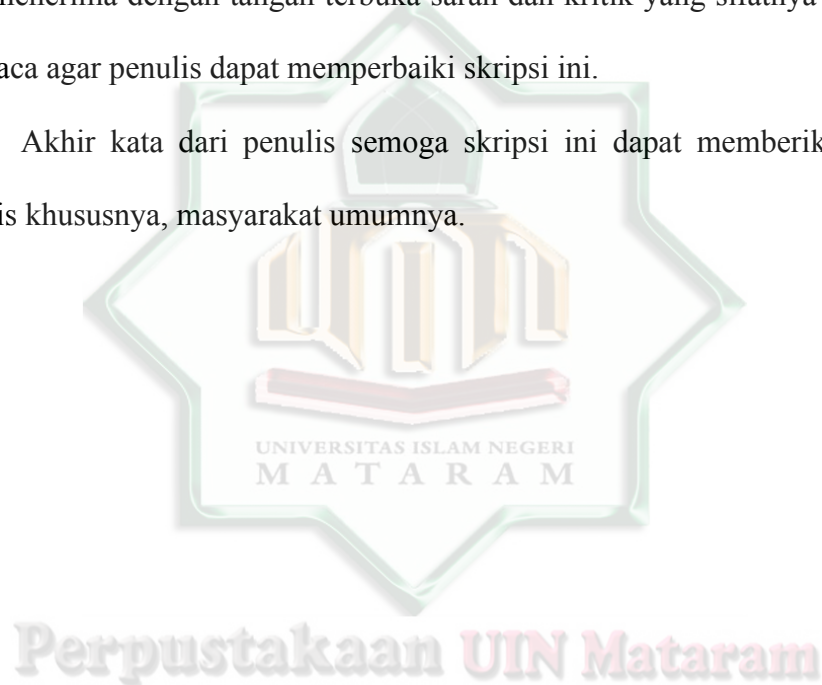 menerima dengan tangan terbuka saran dan kritik yang sifatnya
aca agar penulis dapat memperbaiki skripsi ini.
Akhir kata dari penulis semoga skripsi ini dapat memberik
is khususnya, masyarakat umumnya.
UNIVERSITAS ISLAM NEGERI
MATARAM
Perpustakaan UIN Mataram